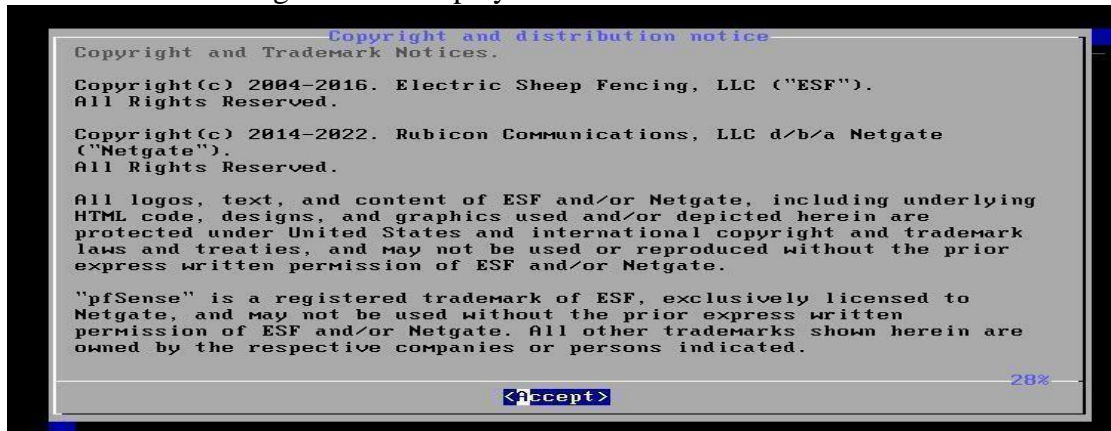 Copyright and distribution notice
Copyright and Trademark Notices.
Copyright(c) 2004-2016. Electric Sheep Fencing, LLC ("ESF").
All Rights Reserved.
Copyright(c) 2014-2022. Rubicon Communications, LLC d/b/a Netgate
("Netgate").
All Rights Reserved.
All logos, text, and content of ESF and/or Netgate, including underlying
HTML code, designs, and graphics used and/or depicted herein are
protected under United States and international copyright and trademark
laws and treaties, and may not be used or reproduced without the prior
express written permission of ESF and/or Netgate.
"pfSense" is a registered trademark of ESF, exclusively licensed to
Netgate, and may not be used without the prior express written
permission of ESF and/or Netgate. All other trademarks shown herein are
owned by the respective companies or persons indicated.
28%
<Accept>